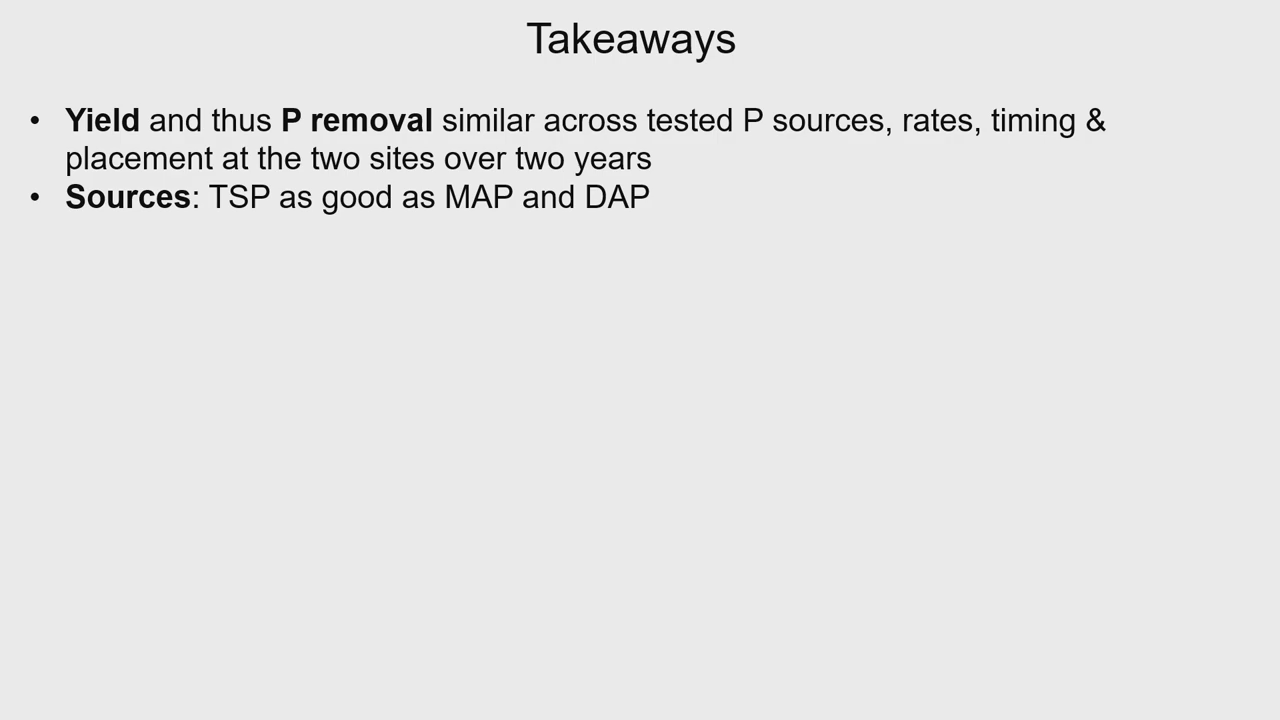 Takeaways
• Yield and thus P removal similar across tested P sources, rates, timing &
placement at the two sites over two years
• Sources: TSP as good as MAP and DAP